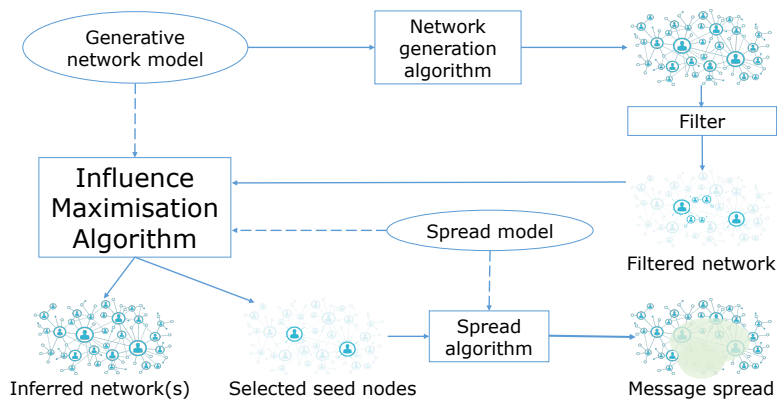 Generative
network model
Network
generation
algorithm
Filter
Influence
Maximisation
Algorithm
Spread model
Filtered network
Spread
algorithm
Inferred network(s)
Selected seed nodes
Message spread